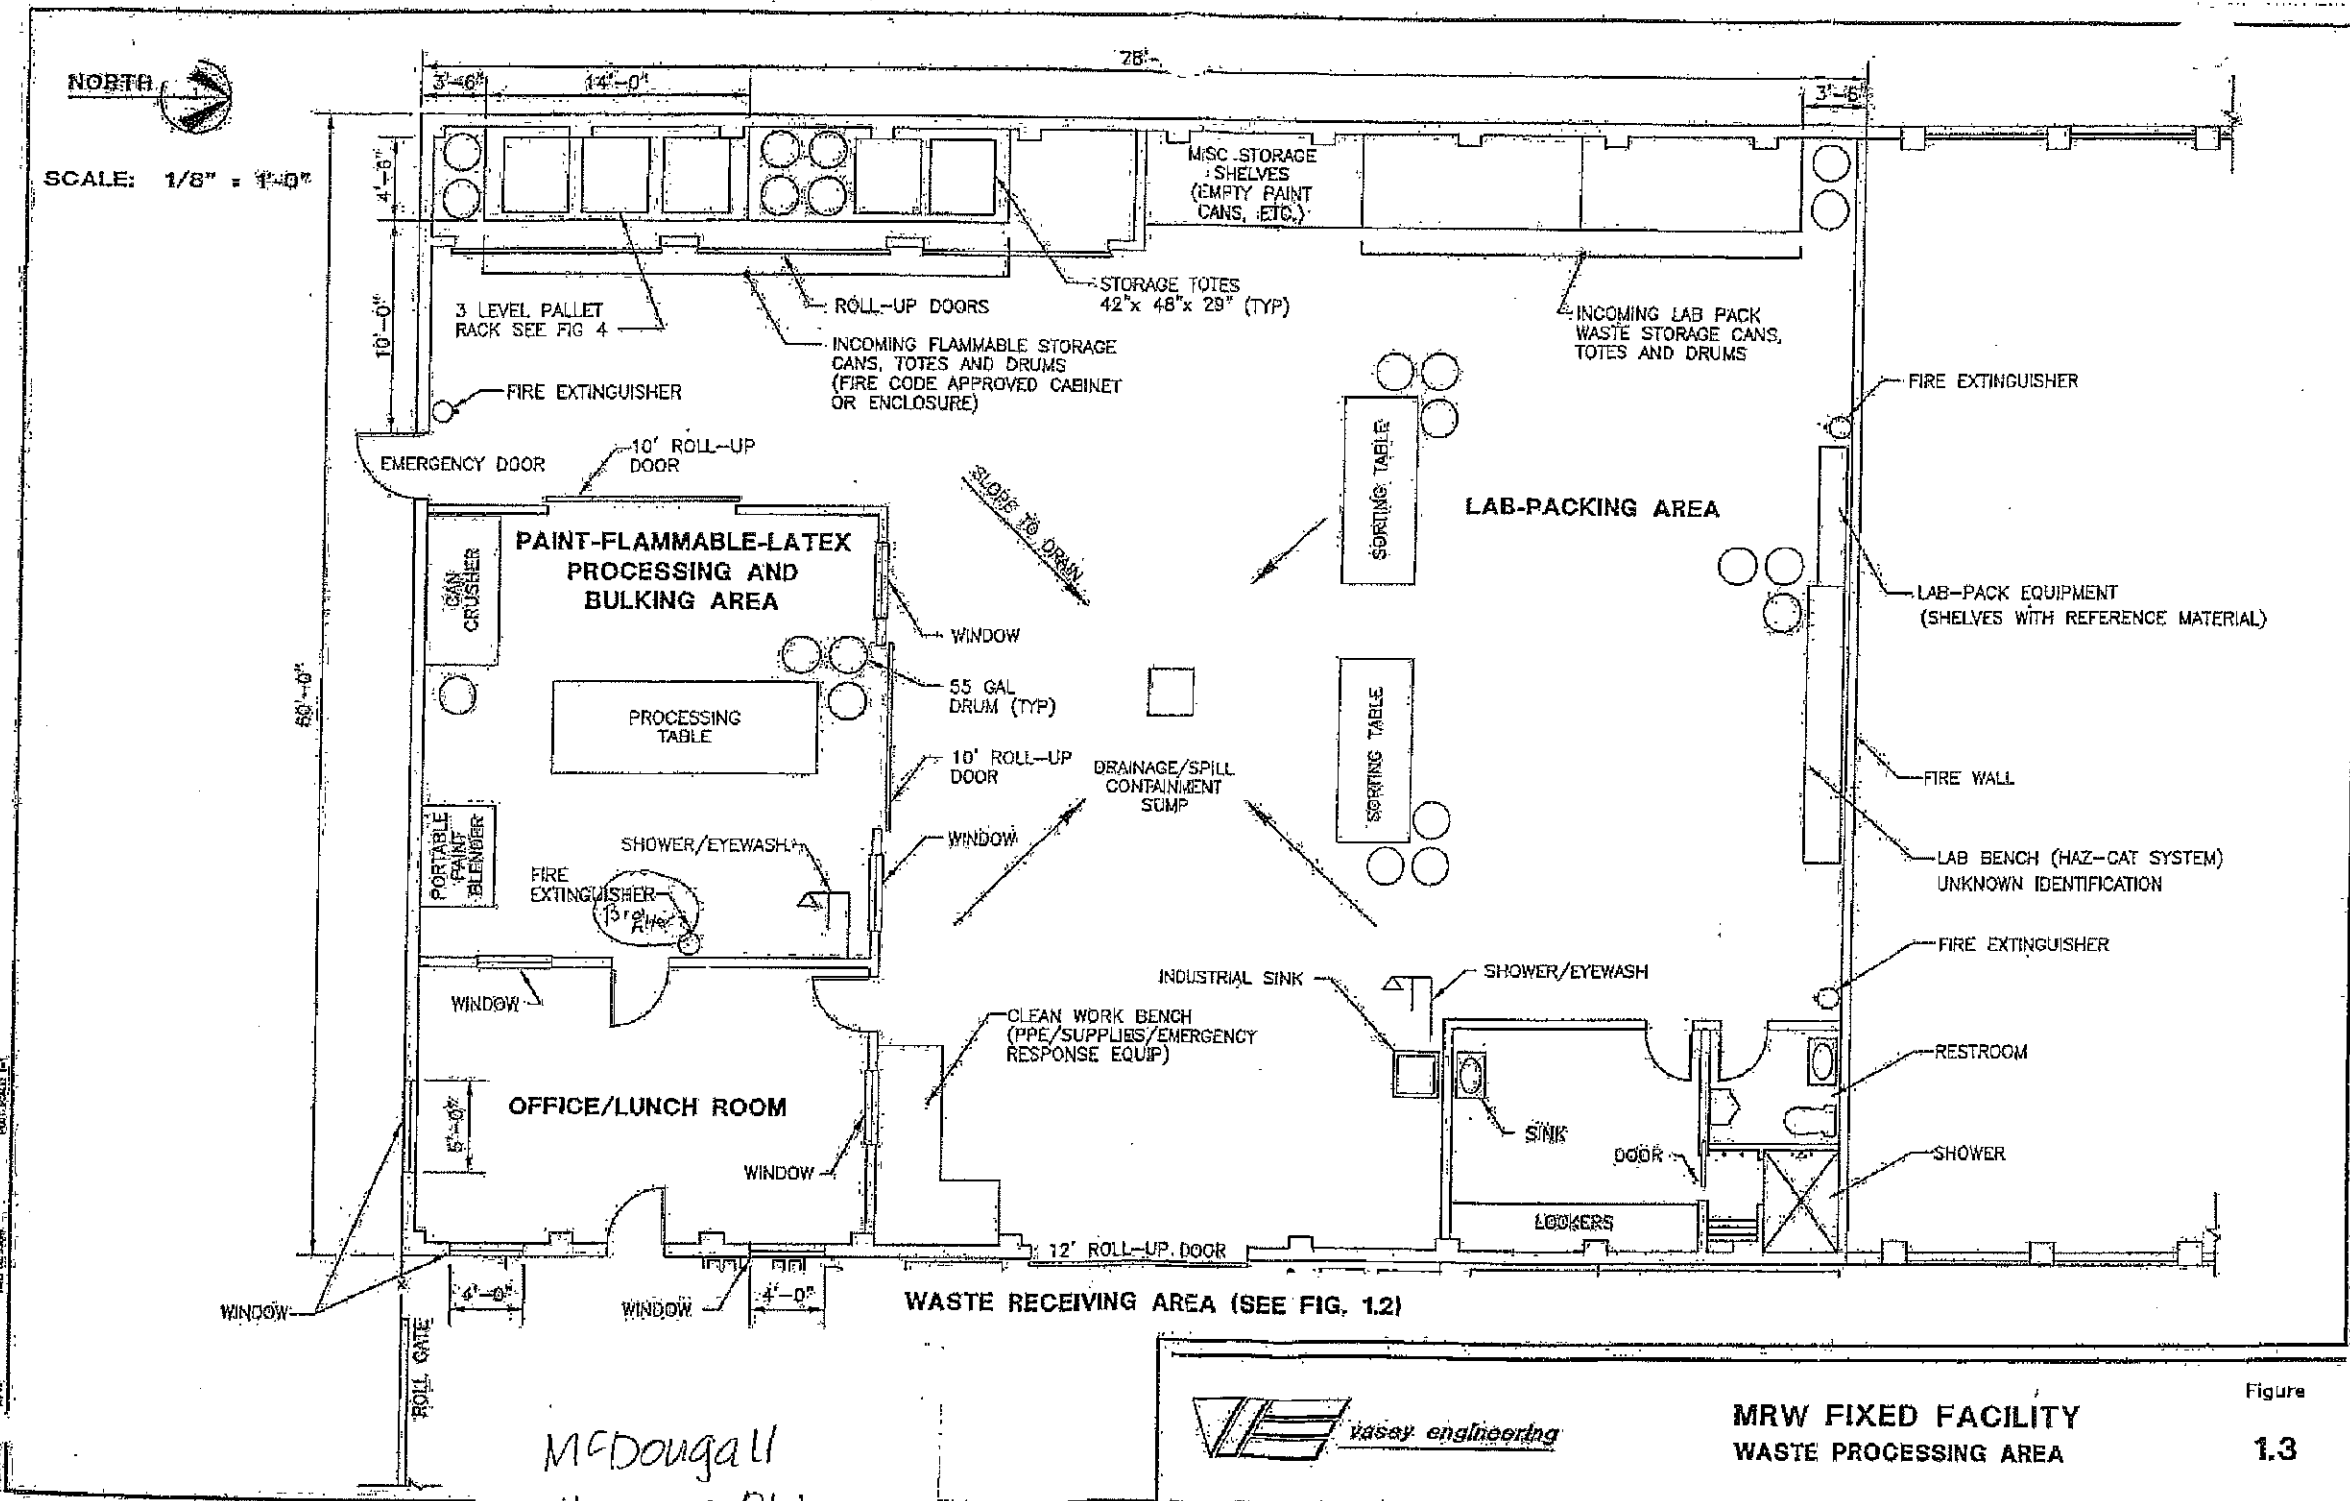 NORTH
SCALE: 1/8" = 1'-0"
3'-6"
14'-0"
3'-6"
4'-6"
10'-0"
60'-0"
MISC STORAGE
SHELVES
(EMPTY PAINT
CANS, ETC.)
STORAGE TOTES
42"x 48"x 29" (TYP)
3 LEVEL PALLET
RACK SEE FIG 4
ROLL-UP DOORS
INCOMING FLAMMABLE STORAGE
CANS, TOTES AND DRUMS
(FIRE CODE APPROVED CABINET
OR ENCLOSURE)
INCOMING LAB PACK
WASTE STORAGE CANS,
TOTES AND DRUMS
FIRE EXTINGUISHER
FIRE EXTINGUISHER
EMERGENCY DOOR
10' ROLL-UP
DOOR
SLOPE TO DRAIN
SORTING TABLE
LAB-PACKING AREA
PAINT-FLAMMABLE-LATEX
PROCESSING AND
BULKING AREA
CAN
CRUSHER
WINDOW
LAB-PACK EQUIPMENT
(SHELVES WITH REFERENCE MATERIAL)
55 GAL
DRUM (TYP)
PROCESSING
TABLE
10' ROLL-UP
DOOR
DRAINAGE/SPILL
CONTAINMENT
SUMP
SORTING TABLE
FIRE WALL
PORTABLE
PAINT
BLENDER
SHOWER/EYEWASH
WINDOW
FIRE
EXTINGUISHER
LAB BENCH (HAZ-CAT SYSTEM)
UNKNOWN IDENTIFICATION
FIRE EXTINGUISHER
WINDOW
INDUSTRIAL SINK
SHOWER/EYEWASH
CLEAN WORK BENCH
(PPE/SUPPLIES/EMERGENCY
RESPONSE EQUIP)
RESTROOM
5'-0"
OFFICE/LUNCH ROOM
SINK
WINDOW
DOOR
SHOWER
LOCKERS
12' ROLL-UP DOOR
WINDOW
4'-0"
WINDOW
4'-0"
WASTE RECEIVING AREA (SEE FIG. 1.2)
ROLL GATE
McDougall
vasey engineering
MRW FIXED FACILITY
WASTE PROCESSING AREA
Figure
1.3